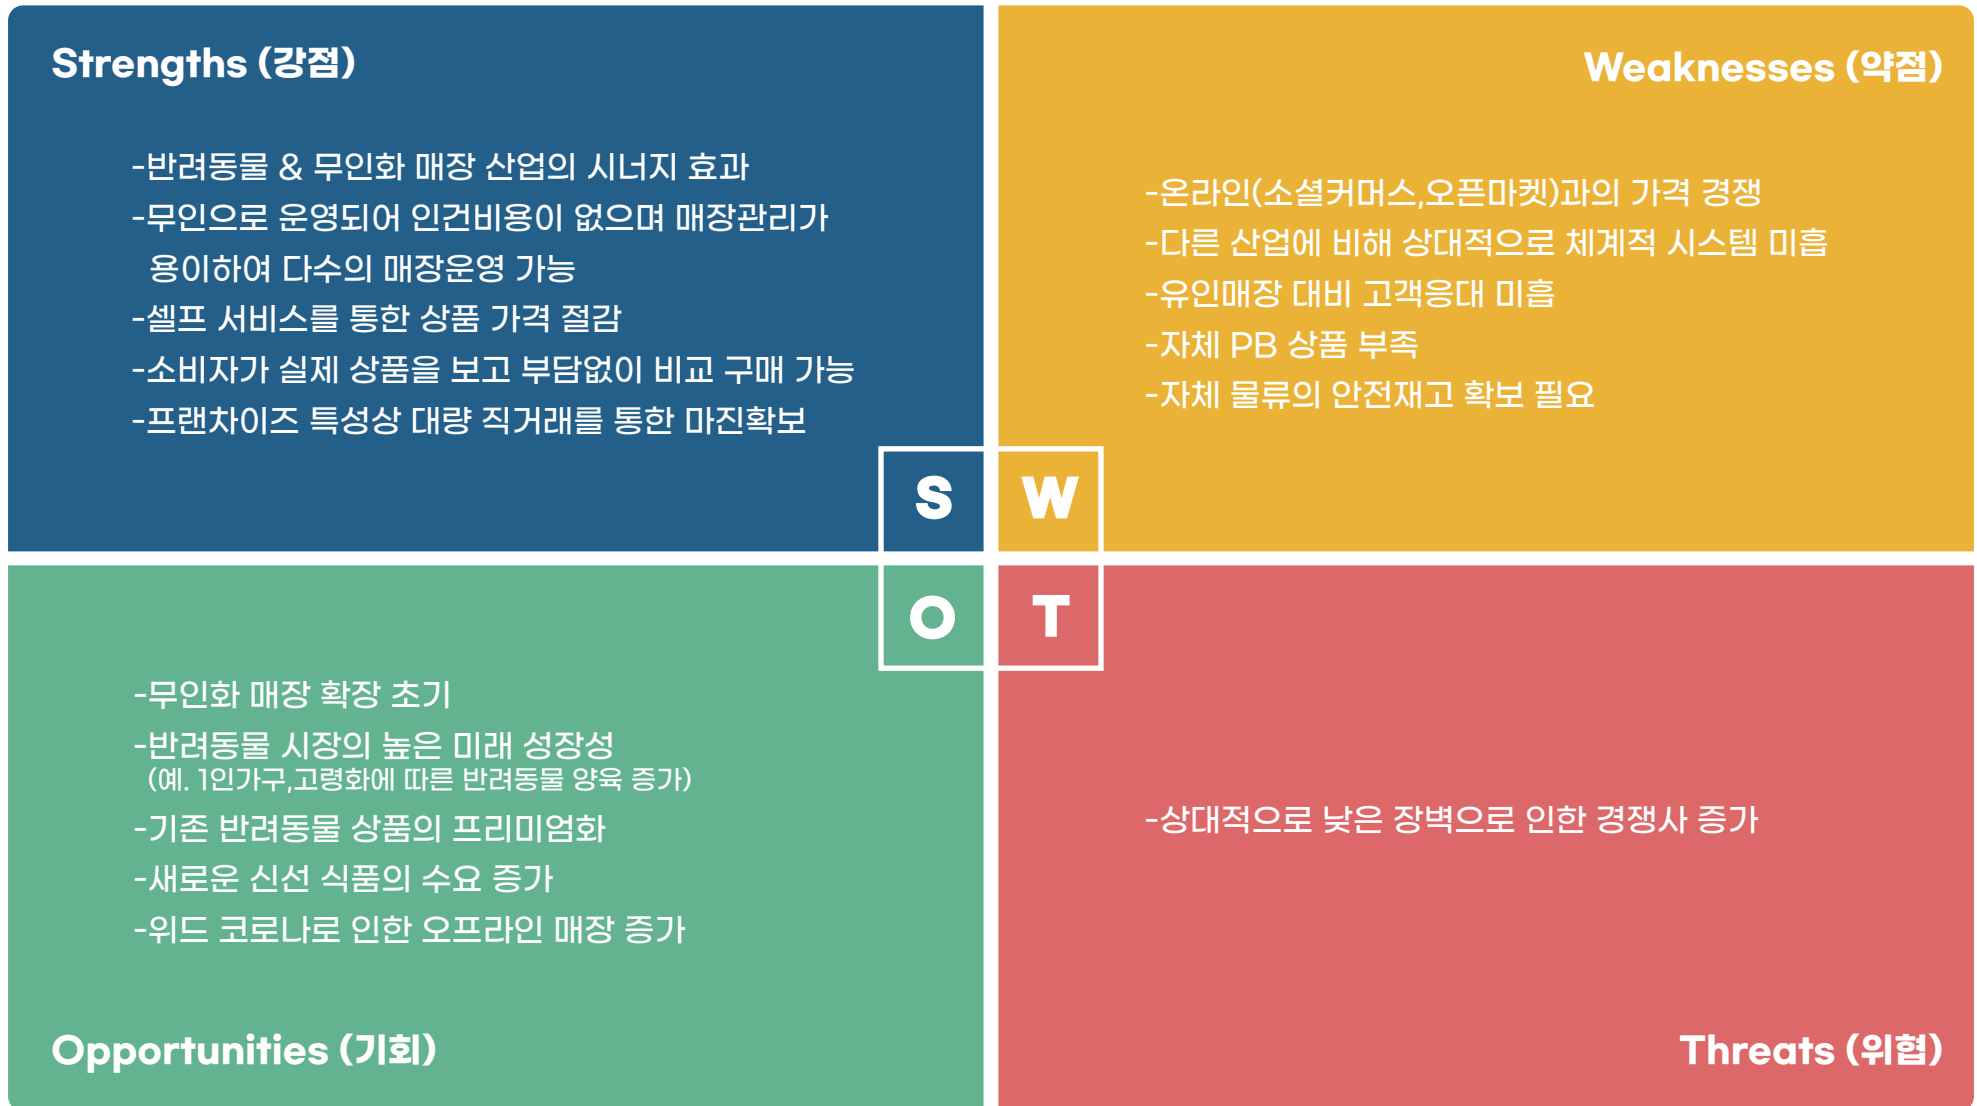 Strengths (강점)
-반려동물 & 무인화 매장 산업의 시너지 효과
-무인으로 운영되어 인건비용이 없으며 매장관리가
용이하여 다수의 매장운영 가능
-셀프 서비스를 통한 상품 가격 절감
-소비자가 실제 상품을 보고 부담없이 비교 구매 가능
-프랜차이즈 특성상 대량 직거래를 통한 마진확보
S
Weaknesses (약점)
-온라인(소셜커머스,오픈마켓)과의 가격 경쟁
-다른 산업에 비해 상대적으로 체계적 시스템 미흡
-유인매장 대비 고객응대 미흡
-자체 PB 상품 부족
-자체 물류의 안전재고 확보 필요
W
O
-무인화 매장 확장 초기
-반려동물 시장의 높은 미래 성장성
(예. 1인가구,고령화에 따른 반려동물 양육 증가)
-기존 반려동물 상품의 프리미엄화
-새로운 신선 식품의 수요 증가
-위드 코로나로 인한 오프라인 매장 증가
Opportunities (기회)
T
-상대적으로 낮은 장벽으로 인한 경쟁사 증가
Threats (위협)